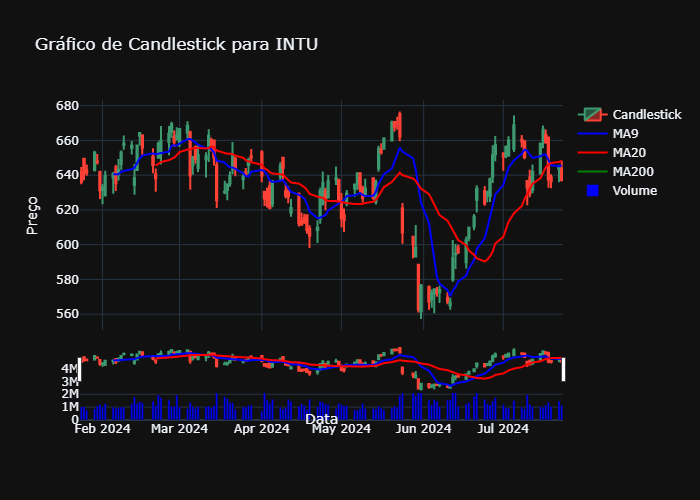 Gráfico de Candlestick para INTU
680
660
640
620
600
580
560
Preço
Candlestick
MA9
MA20
MA200
Volume
4M
3M
2M
1M
0
Feb 2024
Mar 2024
Apr 2024
May 2024
Jun 2024
Jul 2024
Data